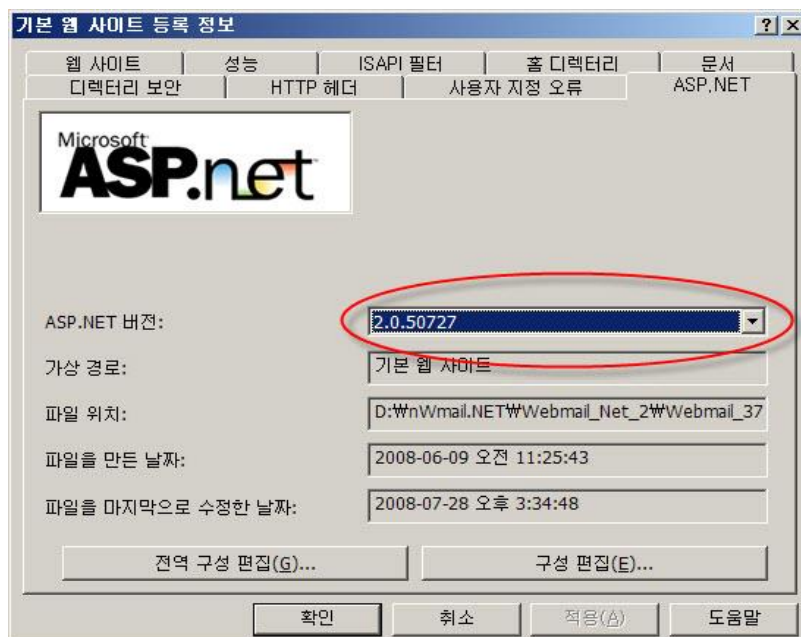 기본 웹 사이트 등록 정보
웹 사이트 성능 ISAPI 필터 홈 디렉터리 문서
디렉터리 보안 HTTP 헤더 사용자 지정 오류 ASP.NET
Microsoft
ASP.net
ASP.NET 버전: 2.0.50727
가상 경로: 기본 웹 사이트
파일 위치: D:₩nWmail.NET₩Webmail_Net_2₩Webmail_37
파일을 만든 날짜: 2008-06-09 오전 11:25:43
파일을 마지막으로 수정한 날짜: 2008-07-28 오후 3:34:48
전역 구성 편집(G)... 구성 편집(E)...
확인 취소 적용(A) 도움말